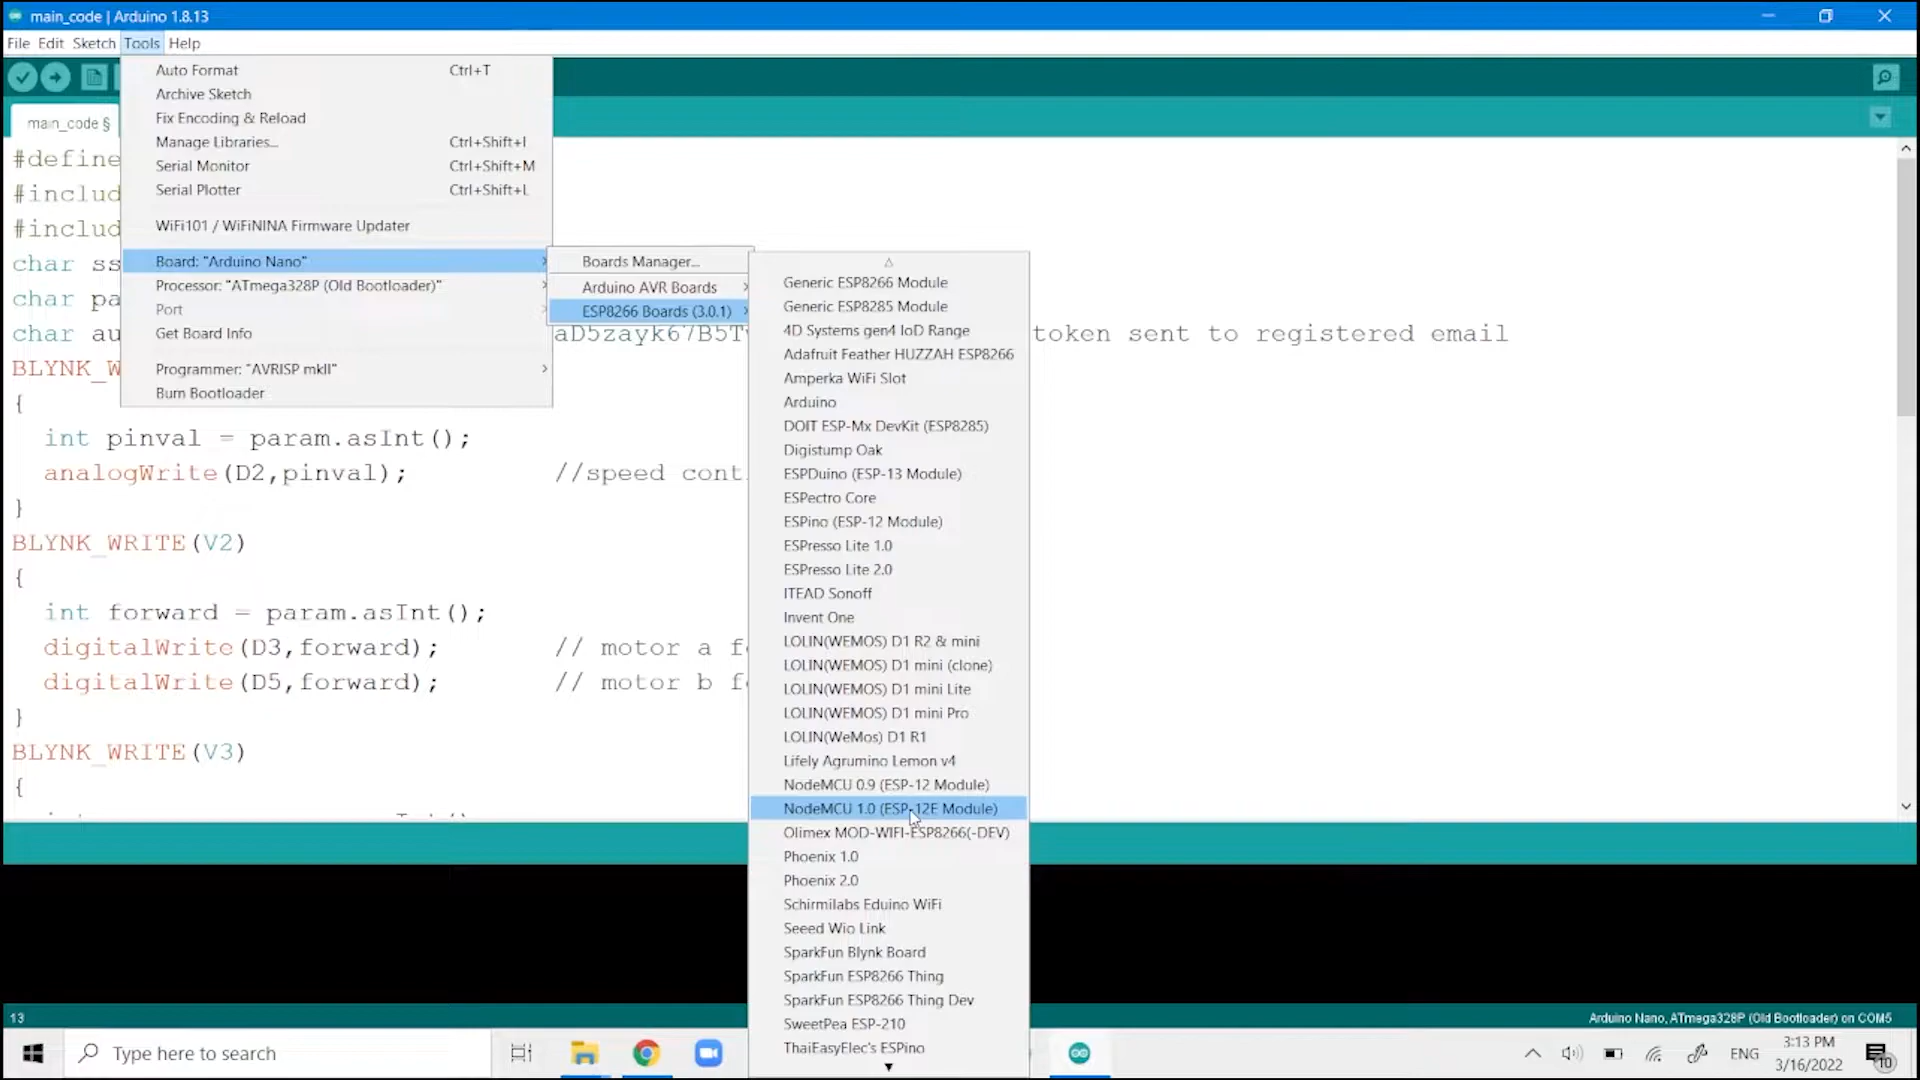 main_code | Arduino 1.8.13
File Edit Sketch Tools Help
Auto Format Ctrl+T
Archive Sketch
Fix Encoding & Reload
Manage Libraries... Ctrl+Shift+I
Serial Monitor Ctrl+Shift+M
Serial Plotter Ctrl+Shift+L
WiFi101 / WiFiNINA Firmware Updater
Board: "Arduino Nano"
Processor: "ATmega328P (Old Bootloader)"
Port
Get Board Info
Programmer: "AVRISP mkII"
Burn Bootloader
Boards Manager...
Arduino AVR Boards
ESP8266 Boards (3.0.1)
Generic ESP8266 Module
Generic ESP8285 Module
4D Systems gen4 IoD Range
Adafruit Feather HUZZAH ESP8266
Amperka WiFi Slot
Arduino
DOIT ESP-Mx DevKit (ESP8285)
Digistump Oak
ESPDuino (ESP-13 Module)
ESPectro Core
ESPino (ESP-12 Module)
ESPresso Lite 1.0
ESPresso Lite 2.0
ITEAD Sonoff
Invent One
LOLIN(WEMOS) D1 R2 & mini
LOLIN(WEMOS) D1 mini (clone)
LOLIN(WEMOS) D1 mini Lite
LOLIN(WEMOS) D1 mini Pro
LOLIN(WeMos) D1 R1
Lifely Agrumino Lemon v4
NodeMCU 0.9 (ESP-12 Module)
NodeMCU 1.0 (ESP-12E Module)
Olimex MOD-WIFI-ESP8266(-DEV)
Phoenix 1.0
Phoenix 2.0
Schirmilabs Eduino WiFi
Seeed Wio Link
SparkFun Blynk Board
SparkFun ESP8266 Thing
SparkFun ESP8266 Thing Dev
SweetPea ESP-210
ThaiEasyElec's ESPino
main_code §
#define
#includ
#includ
char ss
char pa
char au aD5zayk67B5T token sent to registered email
BLYNK_W
{
int pinval = param.asInt();
analogWrite(D2,pinval); //speed cont
}
BLYNK_WRITE(V2)
{
int forward = param.asInt();
digitalWrite(D3,forward); // motor a f
digitalWrite(D5,forward); // motor b f
}
BLYNK_WRITE(V3)
{
13
Arduino Nano, ATmega328P (Old Bootloader) on COM5
Type here to search
ENG
3:13 PM
3/16/2022
10